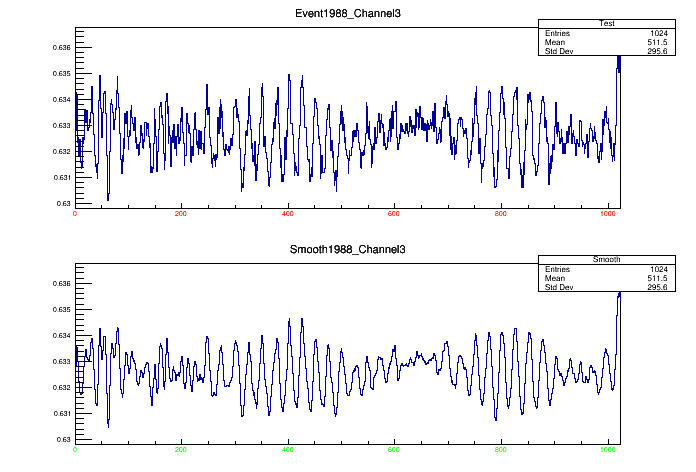 Event1988_Channel3
Test
Entries 1024
Mean 511.5
Std Dev 295.6
0.636
0.635
0.634
0.633
0.632
0.631
0.63
0 200 400 600 800 1000
Smooth1988_Channel3
Smooth
Entries 1024
Mean 511.5
Std Dev 295.6
0.636
0.635
0.634
0.633
0.632
0.631
0.63
0 200 400 600 800 1000